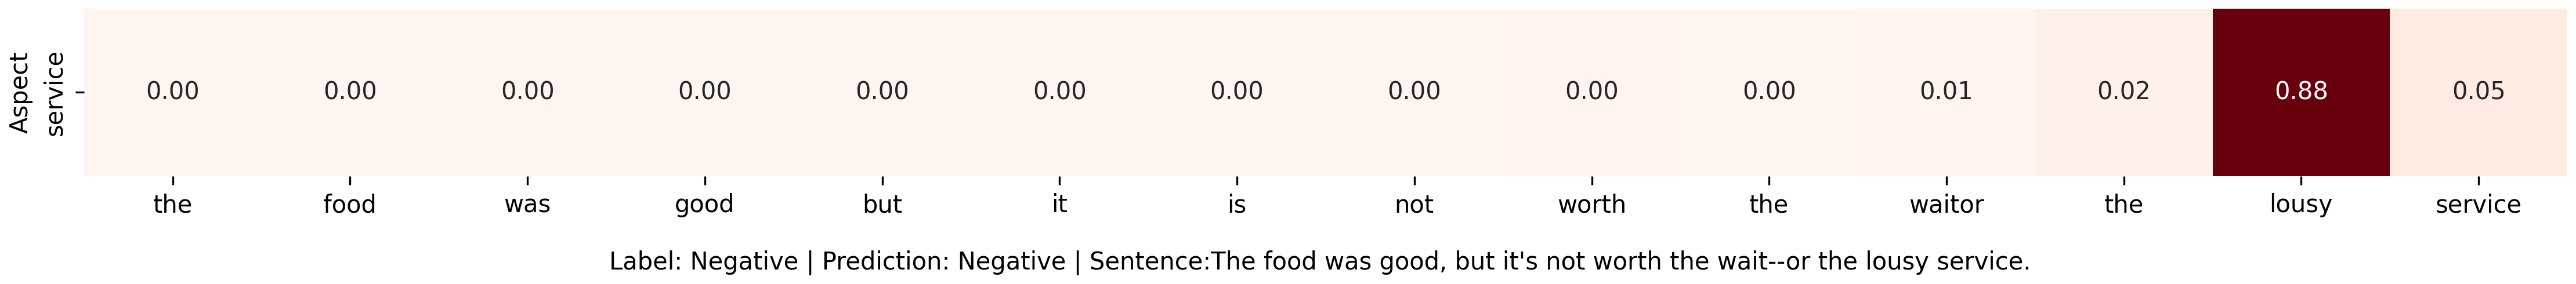 Aspect
service
0.00 0.00 0.00 0.00 0.00 0.00 0.00 0.00 0.00 0.00 0.01 0.02 0.88 0.05
the food was good but it is not worth the waitor the lousy service
Label: Negative | Prediction: Negative | Sentence:The food was good, but it's not worth the wait--or the lousy service.